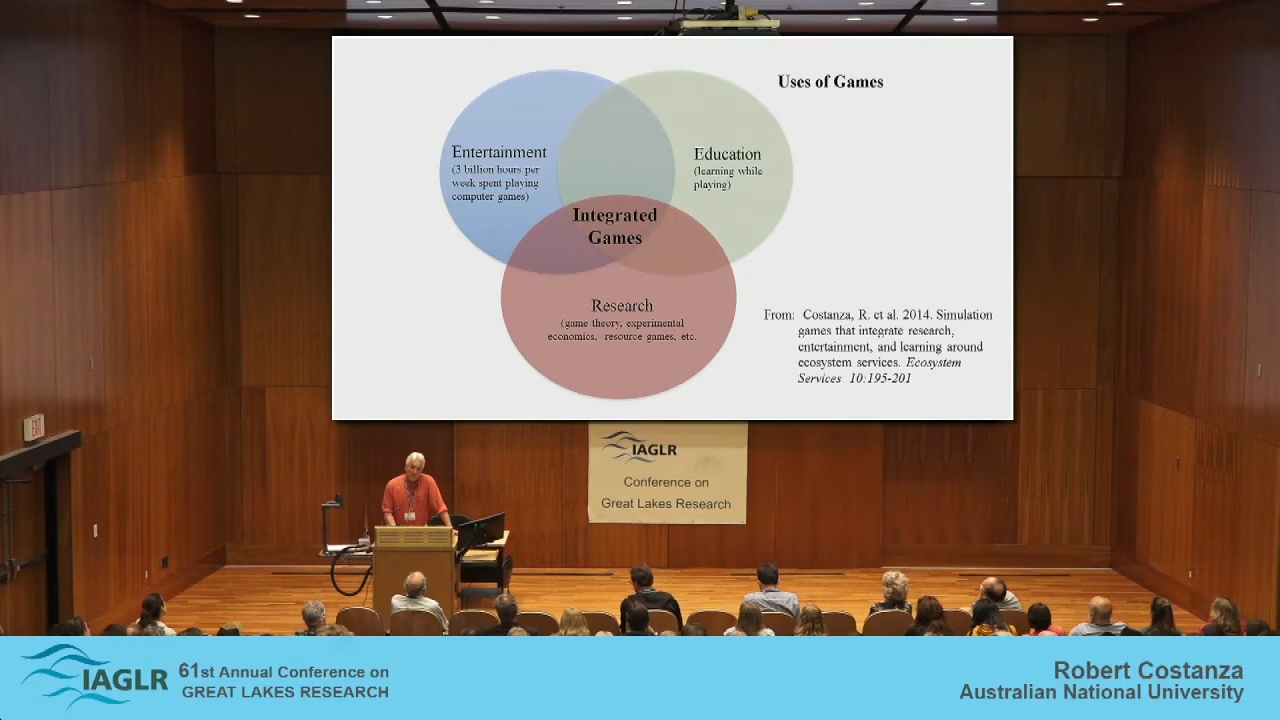 Uses of Games
Entertainment
(3 billion hours per
week spent playing
computer games)
Education
(learning while
playing)
Integrated
Games
Research
(game theory, experimental
economics, resource games, etc.
From: Costanza, R. et al. 2014. Simulation
games that integrate research,
entertainment, and learning around
ecosystem services. Ecosystem
Services 10:195-201
EXIT
IAGLR
Conference on
Great Lakes Research
IAGLR
61st Annual Conference on
GREAT LAKES RESEARCH
Robert Costanza
Australian National University